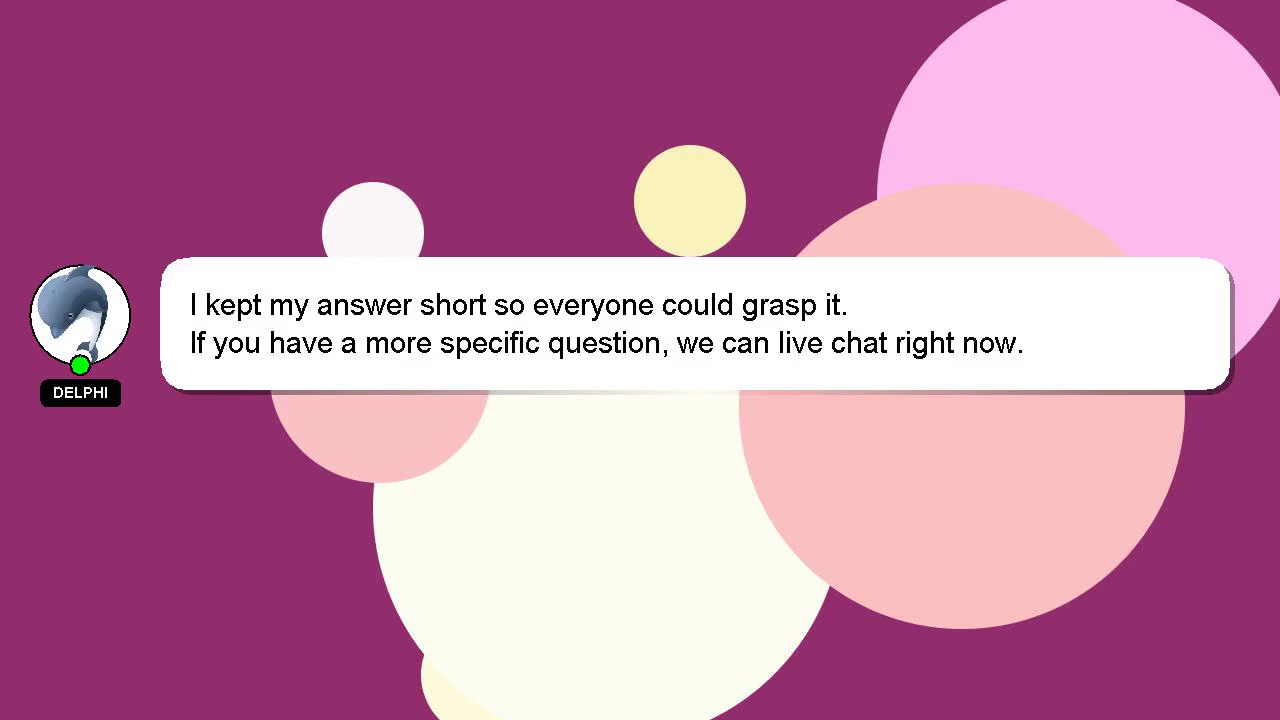 I kept my answer short so everyone could grasp it.
If you have a more specific question, we can live chat right now.
DELPHI